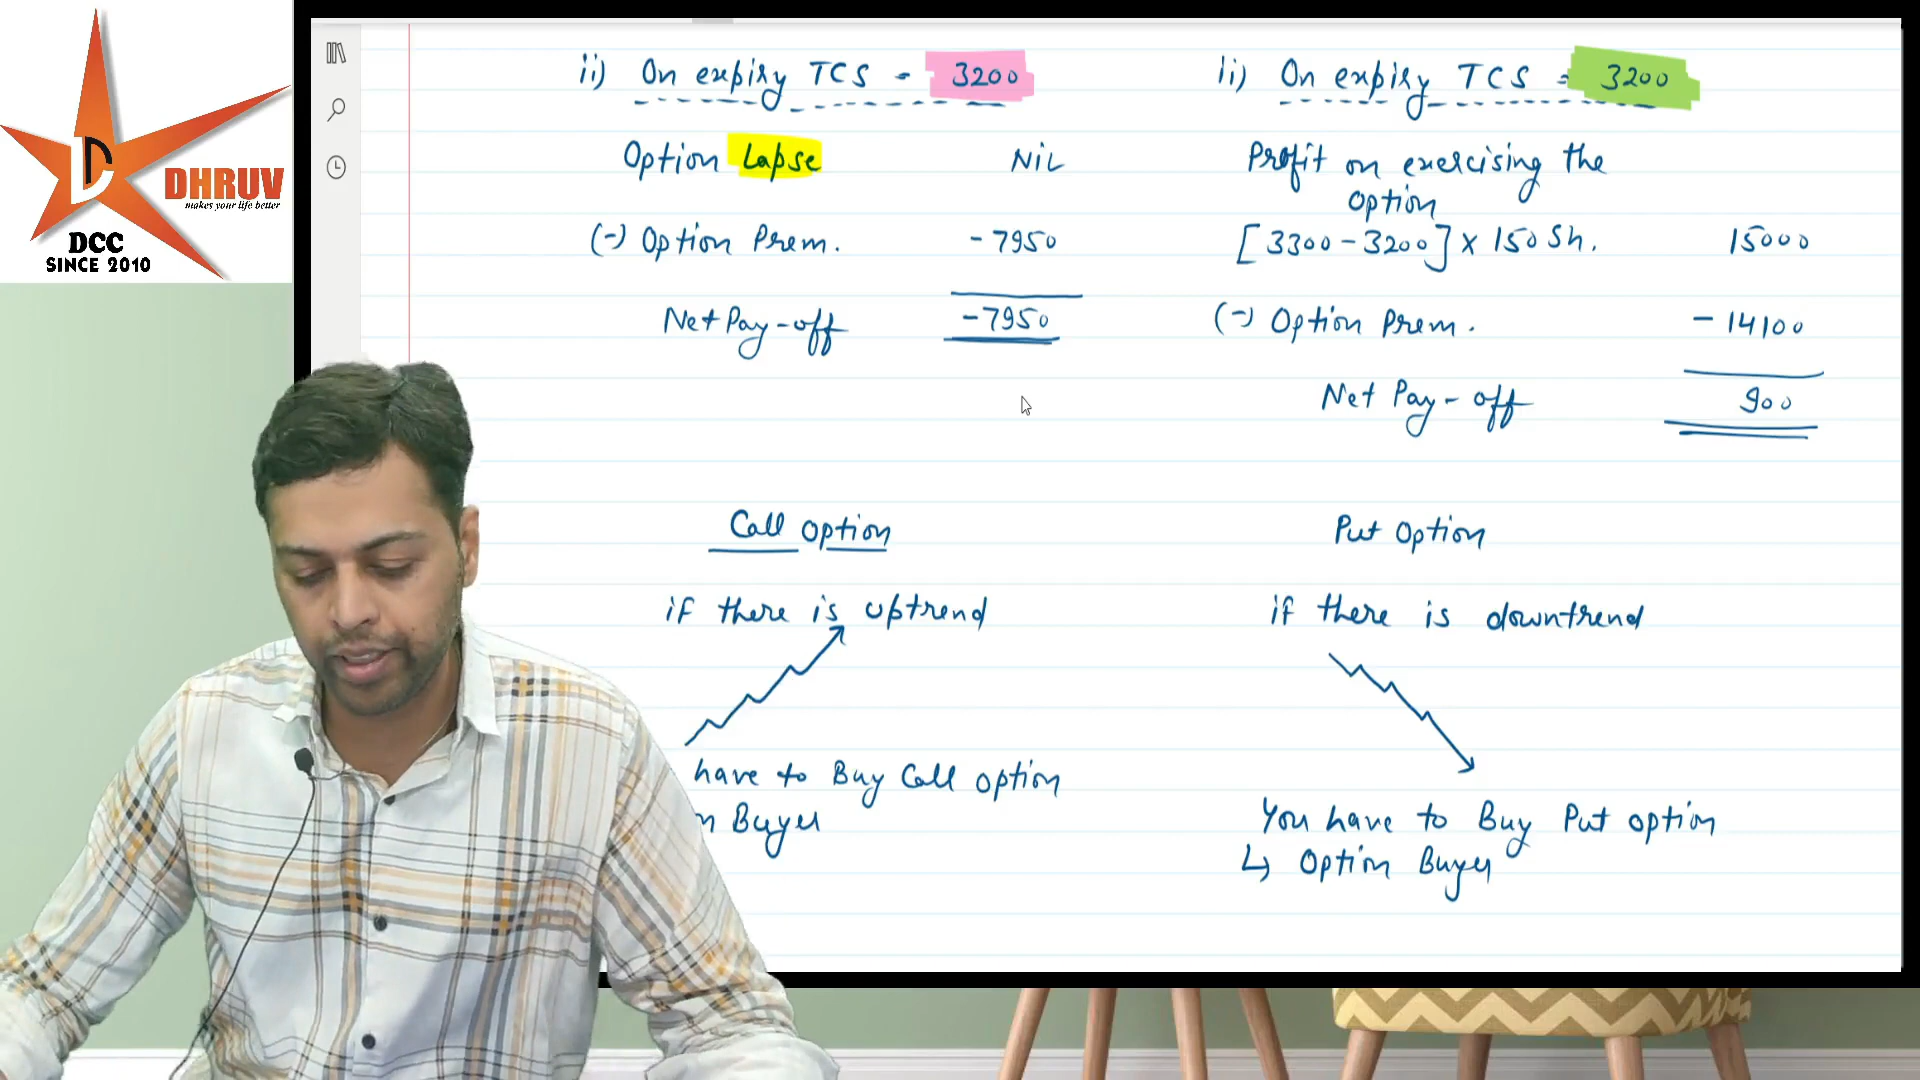 DC
DHRUV
makes your life better
DCC
SINCE 2010
ii) On expiry TCS - 3200
Option Lapse NiL
(-) Option Prem. - 7950
Net Pay-off - 7950
ii) On expiry TCS = 3200
Profit on exercising the
Option
[3300 - 3200] x 150 Sh. 15000
(-) Option Prem. - 14100
Net Pay-off 900
Call Option
if there is uptrend
have to Buy Call option
n Buyer
Put Option
if there is downtrend
You have to Buy Put option
↳ Option Buyer